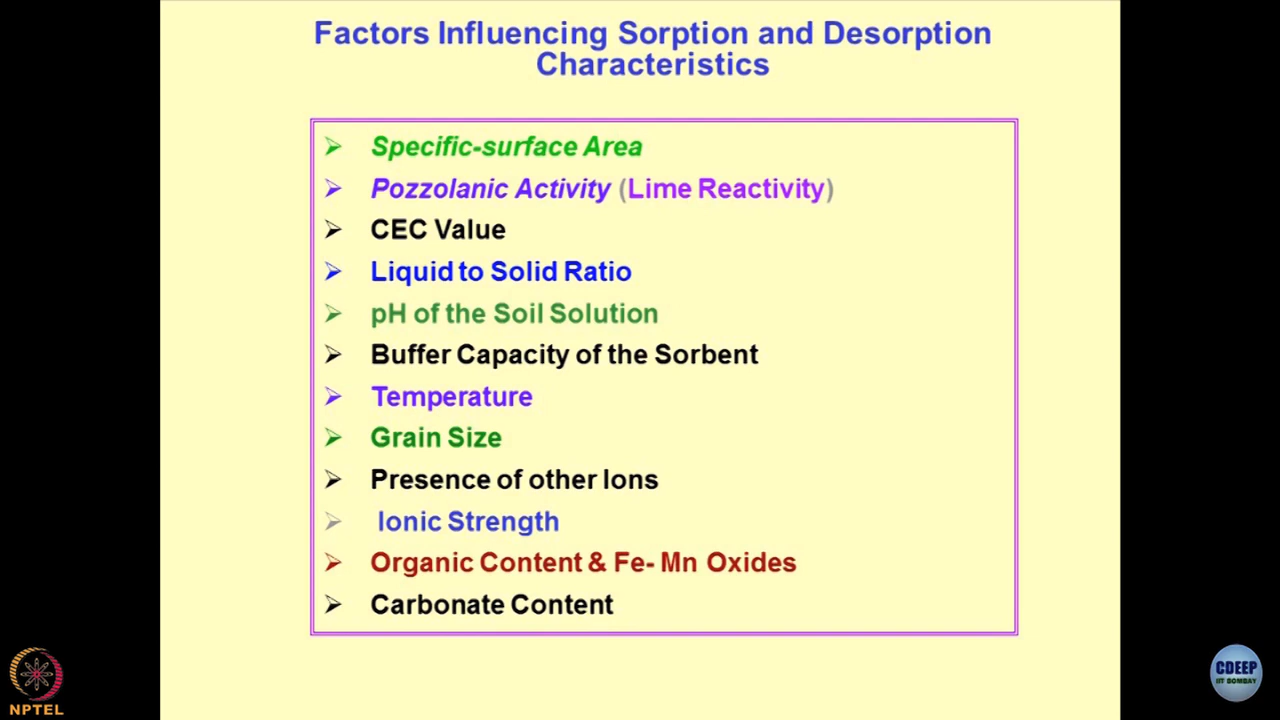 Factors Influencing Sorption and Desorption
Characteristics
Specific-surface Area
Pozzolanic Activity (Lime Reactivity)
CEC Value
Liquid to Solid Ratio
pH of the Soil Solution
Buffer Capacity of the Sorbent
Temperature
Grain Size
Presence of other Ions
Ionic Strength
Organic Content & Fe- Mn Oxides
Carbonate Content
NPTEL
CDEEP
IIT BOMBAY